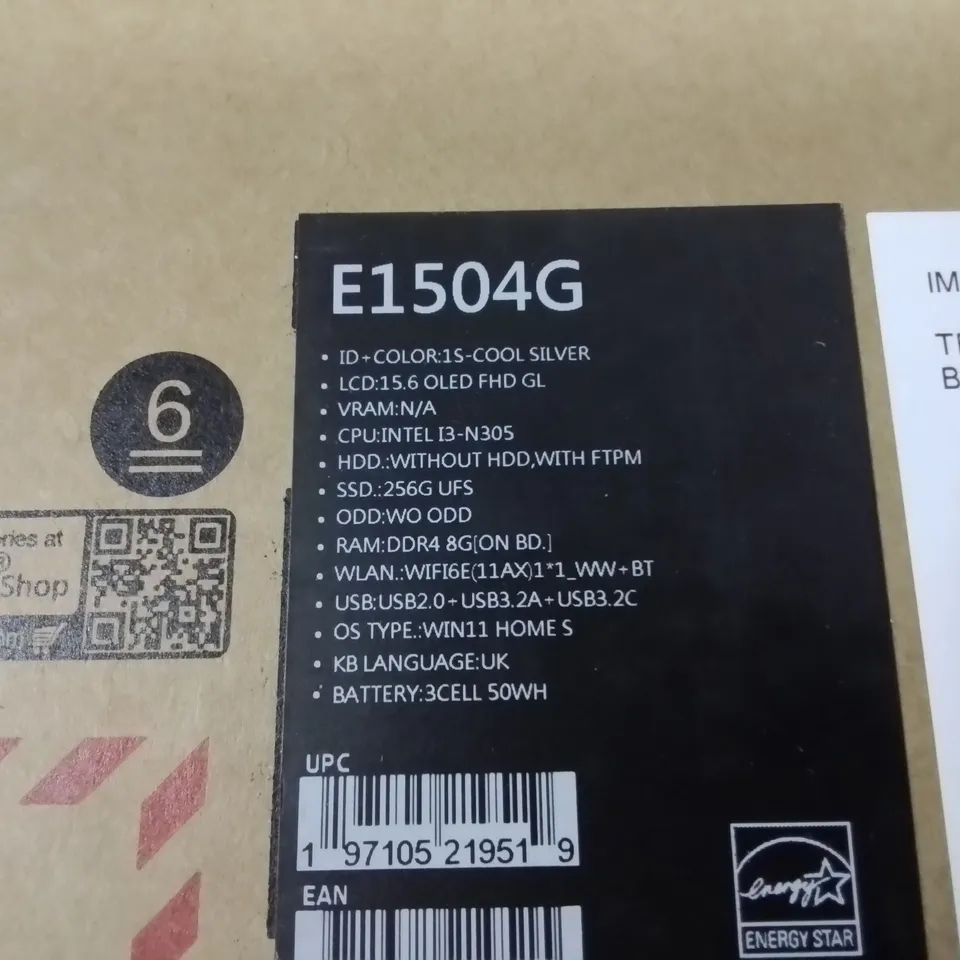 E1504G
• ID+COLOR:1S-COOL SILVER
• LCD:15.6 OLED FHD GL
• VRAM:N/A
• CPU:INTEL I3-N305
• HDD.:WITHOUT HDD,WITH FTPM
• SSD.:256G UFS
• ODD:WO ODD
• RAM:DDR4 8G[ON BD.]
• WLAN.:WIFI6E(11AX)1*1_WW+BT
• USB:USB2.0+USB3.2A+USB3.2C
• OS TYPE.:WIN11 HOME S
• KB LANGUAGE:UK
• BATTERY:3CELL 50WH
UPC
1 97105 21951 9
EAN
energy
ENERGY STAR
6
at
Shop